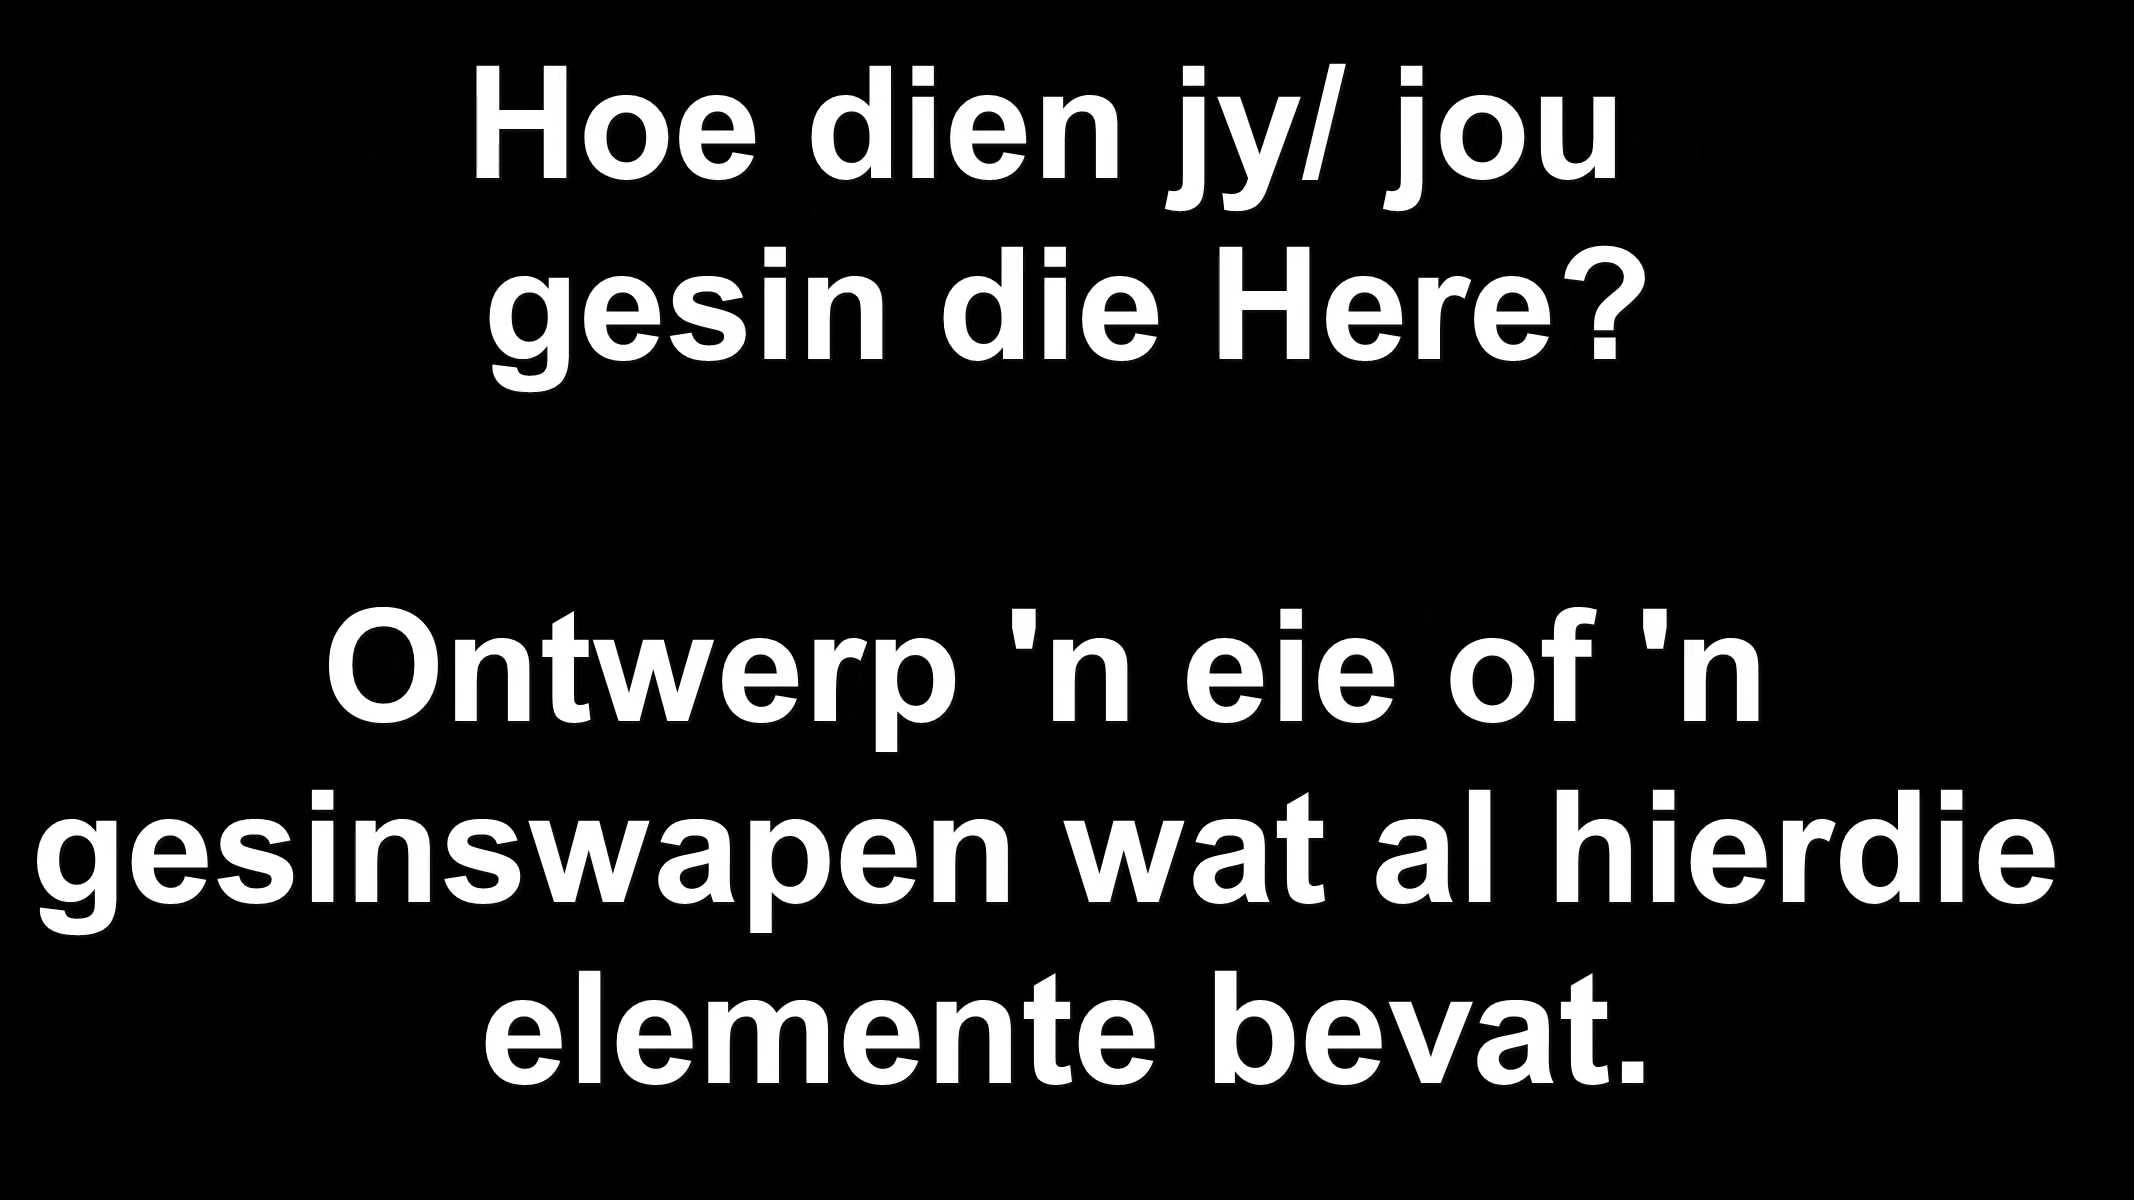 Hoe dien jy/ jou
gesin die Here?
Ontwerp 'n eie of 'n
gesinswapen wat al hierdie
elemente bevat.